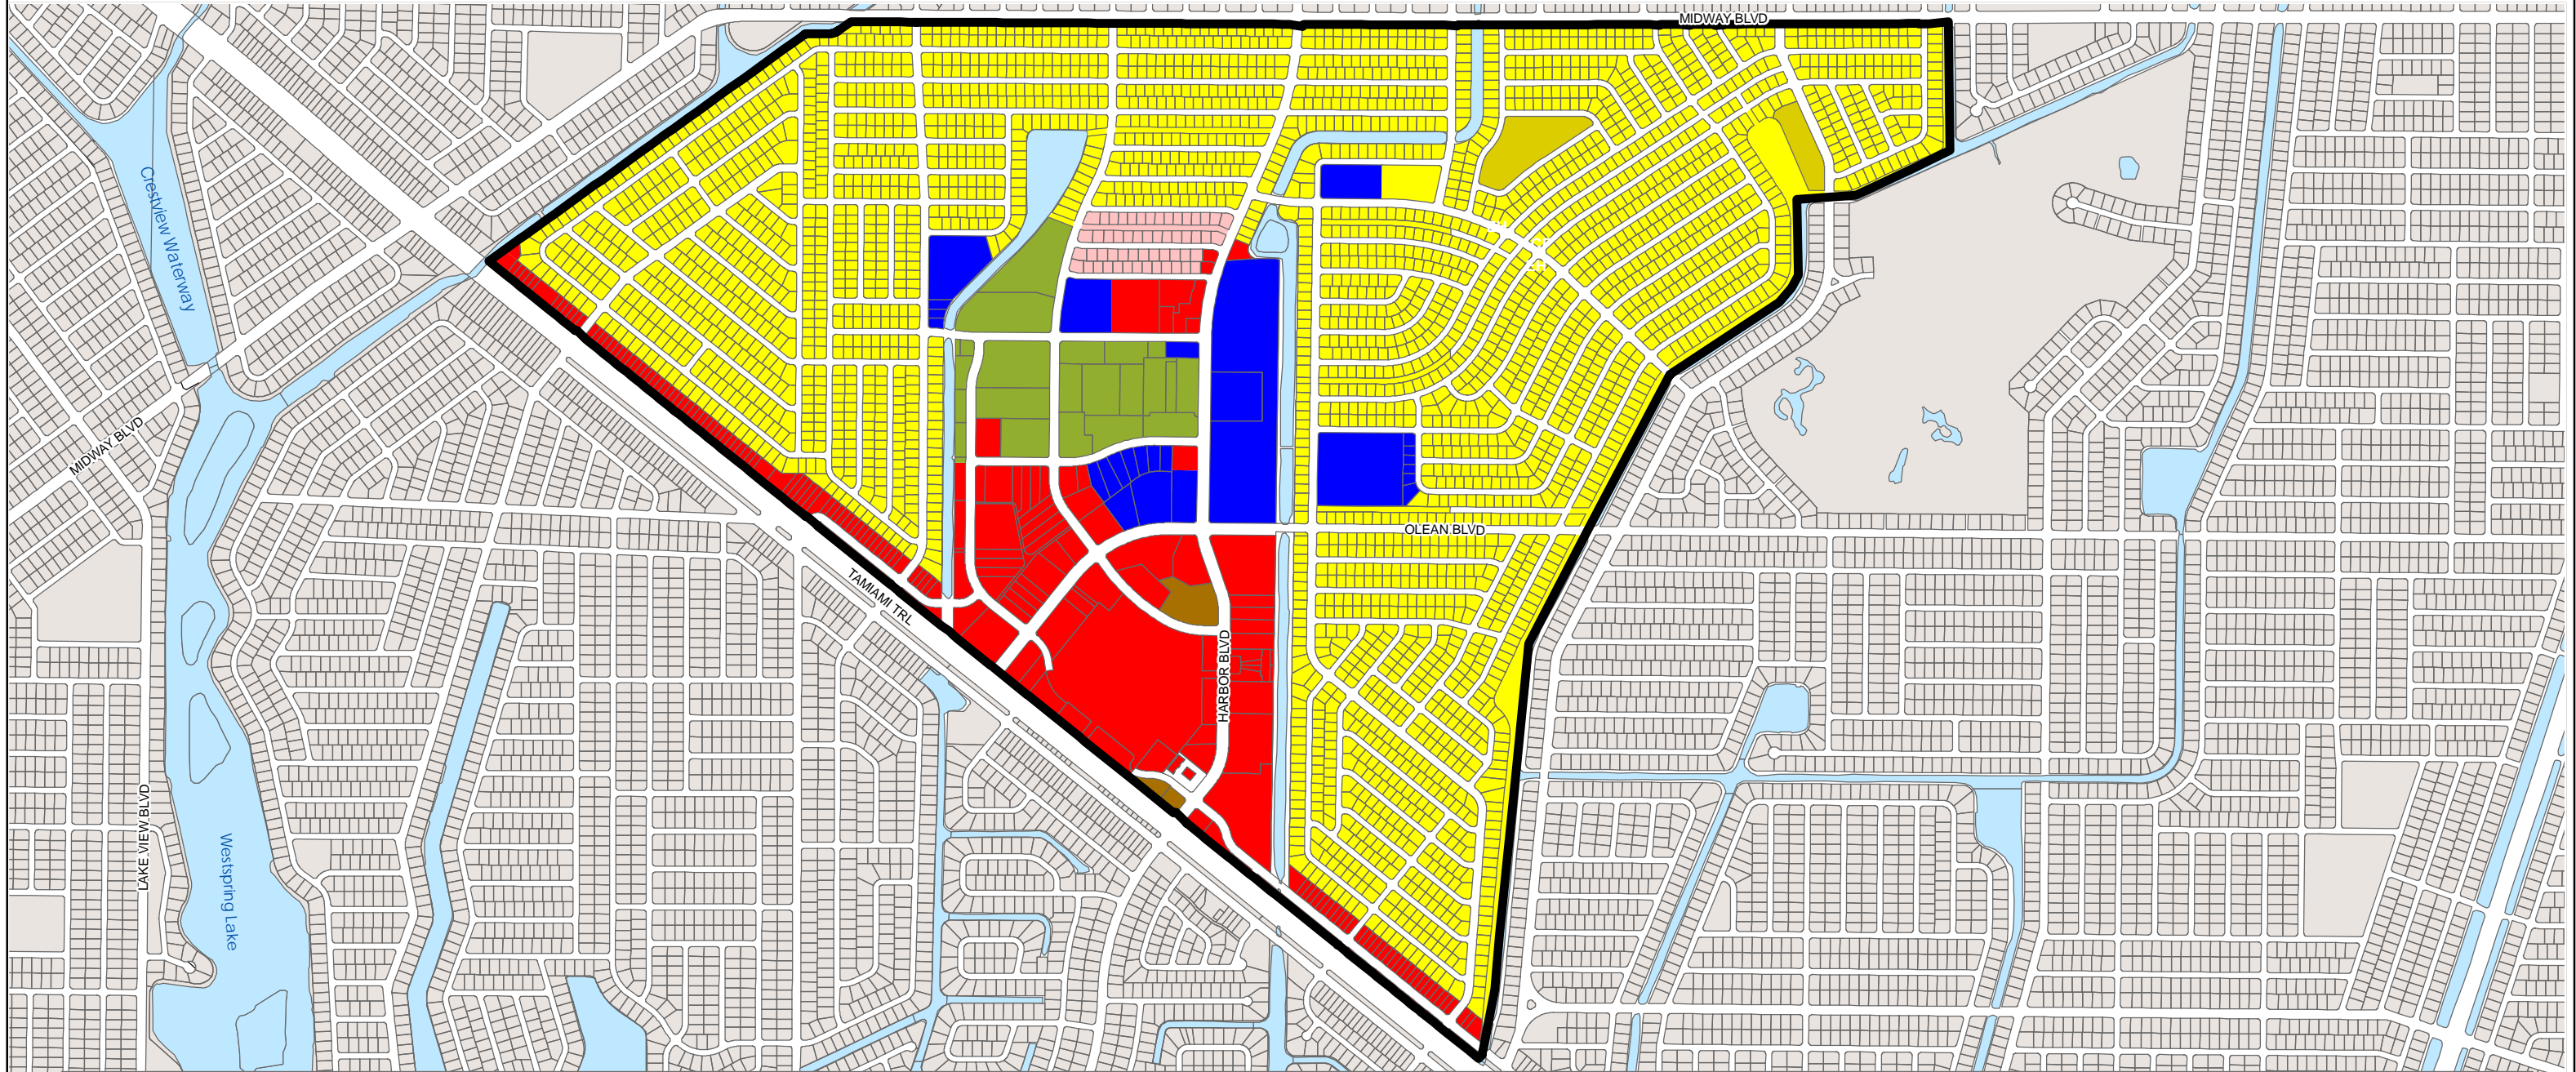 MIDWAY BLVD
Crestview Waterway
MIDWAY BLVD
OLEAN BLVD
TAMIAMI TRL
HARBOR BLVD
LAKE VIEW BLVD
Westspring Lake